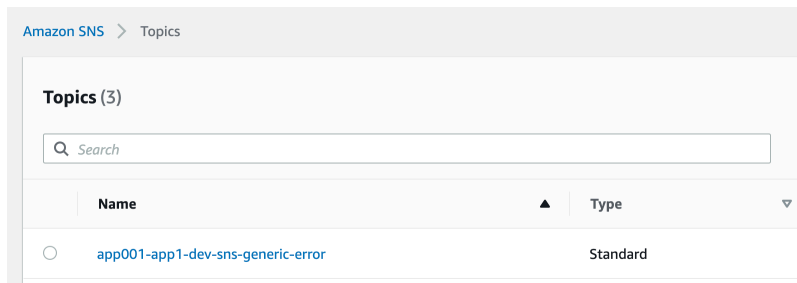 Amazon SNS > Topics
Topics (3)
Search
Name Type
app001-app1-dev-sns-generic-error Standard